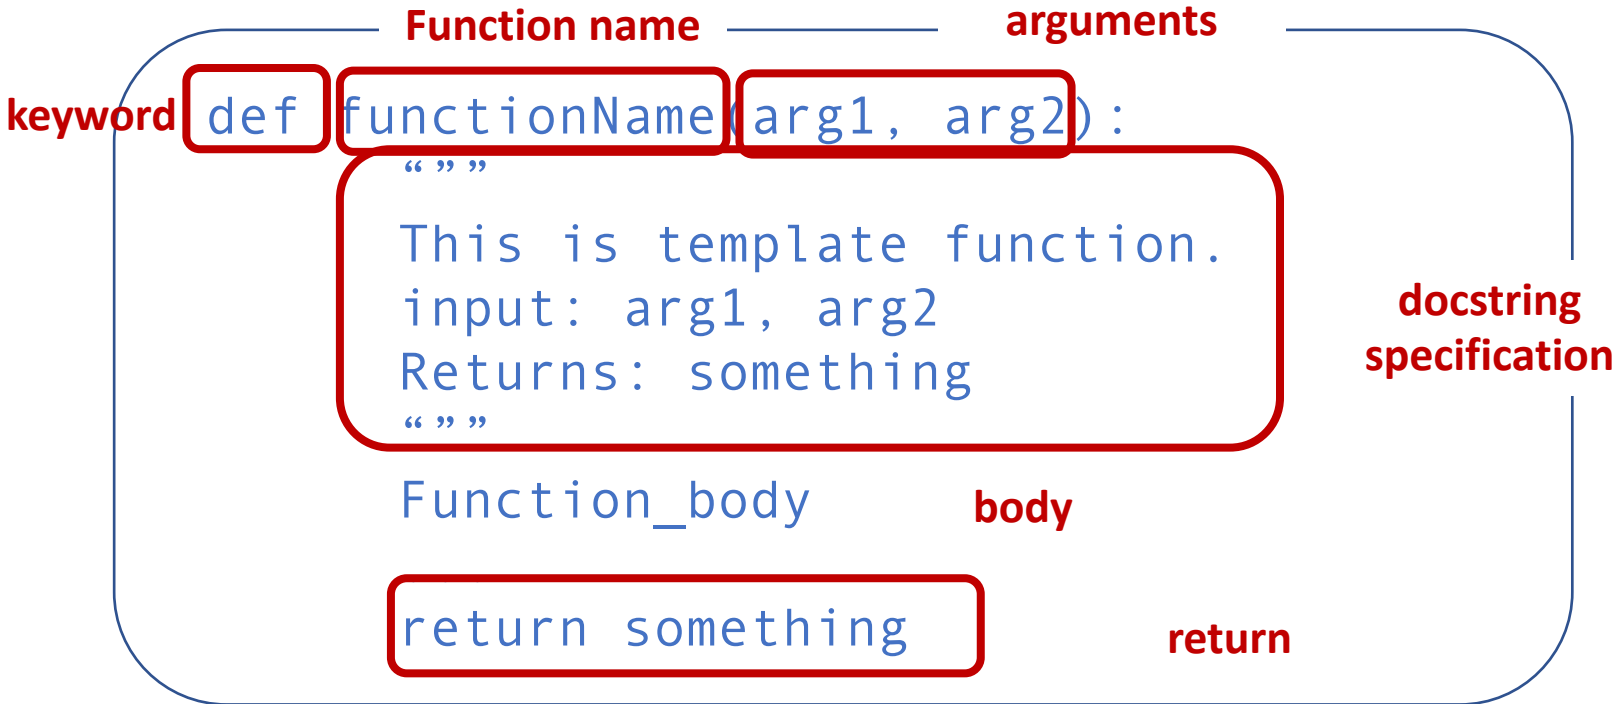 Function name
arguments
keyword
def functionName(arg1, arg2):
“””
This is template function.
input: arg1, arg2
Returns: something
“””
docstring
specification
Function_body
body
return something
return